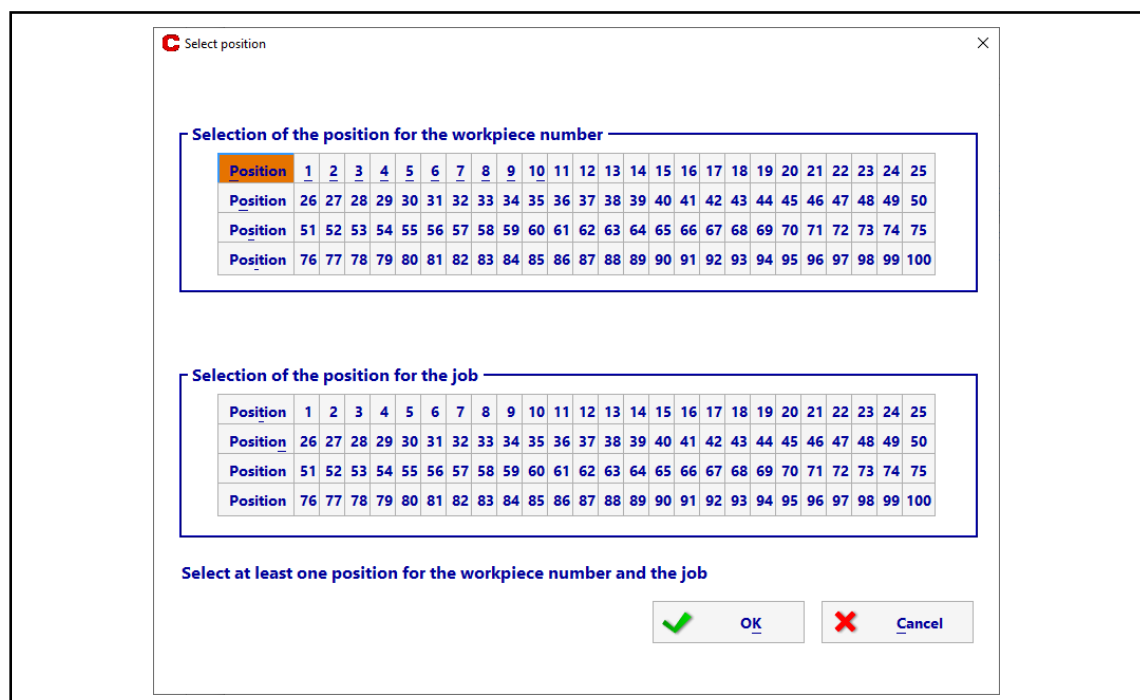 C Select position
Selection of the position for the workpiece number
Position 1 2 3 4 5 6 7 8 9 10 11 12 13 14 15 16 17 18 19 20 21 22 23 24 25
Position 26 27 28 29 30 31 32 33 34 35 36 37 38 39 40 41 42 43 44 45 46 47 48 49 50
Position 51 52 53 54 55 56 57 58 59 60 61 62 63 64 65 66 67 68 69 70 71 72 73 74 75
Position 76 77 78 79 80 81 82 83 84 85 86 87 88 89 90 91 92 93 94 95 96 97 98 99 100
Selection of the position for the job
Position 1 2 3 4 5 6 7 8 9 10 11 12 13 14 15 16 17 18 19 20 21 22 23 24 25
Position 26 27 28 29 30 31 32 33 34 35 36 37 38 39 40 41 42 43 44 45 46 47 48 49 50
Position 51 52 53 54 55 56 57 58 59 60 61 62 63 64 65 66 67 68 69 70 71 72 73 74 75
Position 76 77 78 79 80 81 82 83 84 85 86 87 88 89 90 91 92 93 94 95 96 97 98 99 100
Select at least one position for the workpiece number and the job
OK Cancel